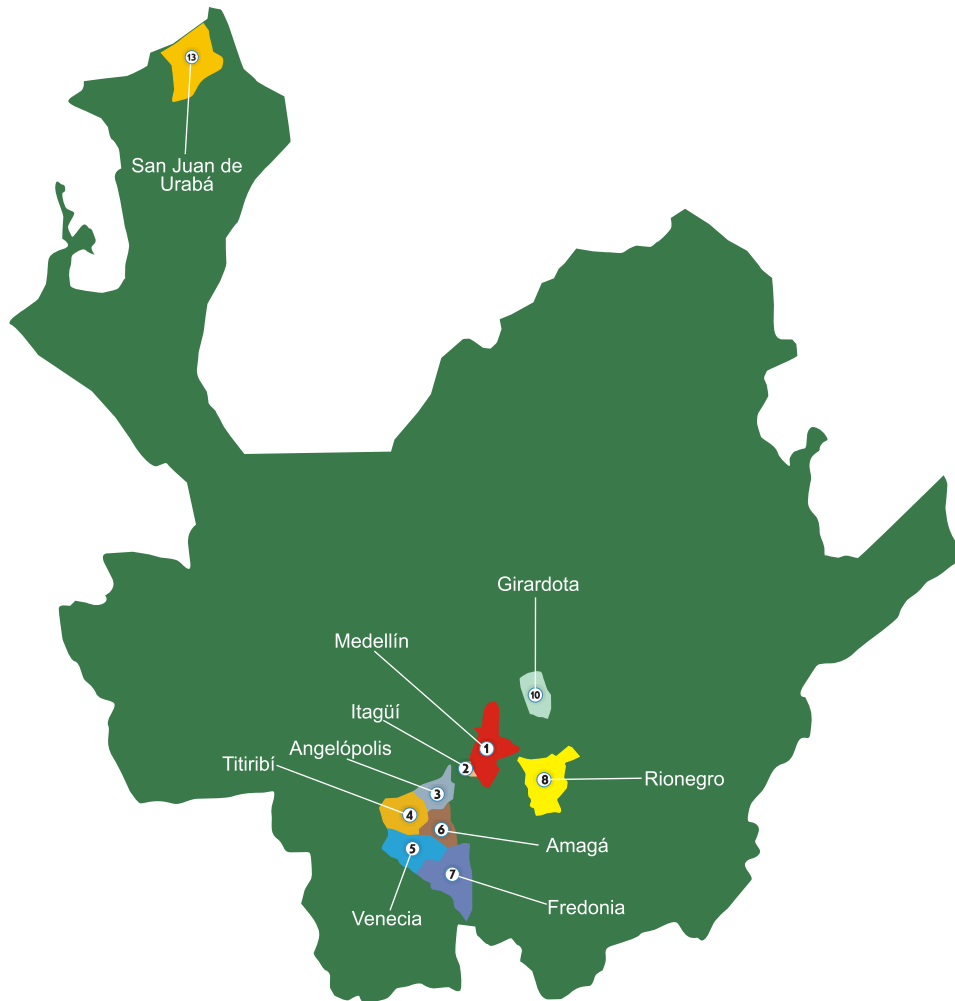 13
San Juan de
Urabá
Girardota
Medellín
10
Itagüí
Angelópolis
1
Titiribí
2
8
Rionegro
3
4
6
Amagá
5
7
Fredonia
Venecia